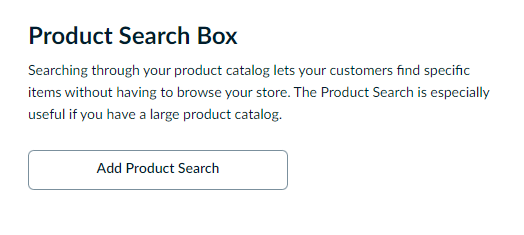 Product Search Box
Searching through your product catalog lets your customers find specific
items without having to browse your store. The Product Search is especially
useful if you have a large product catalog.
Add Product Search